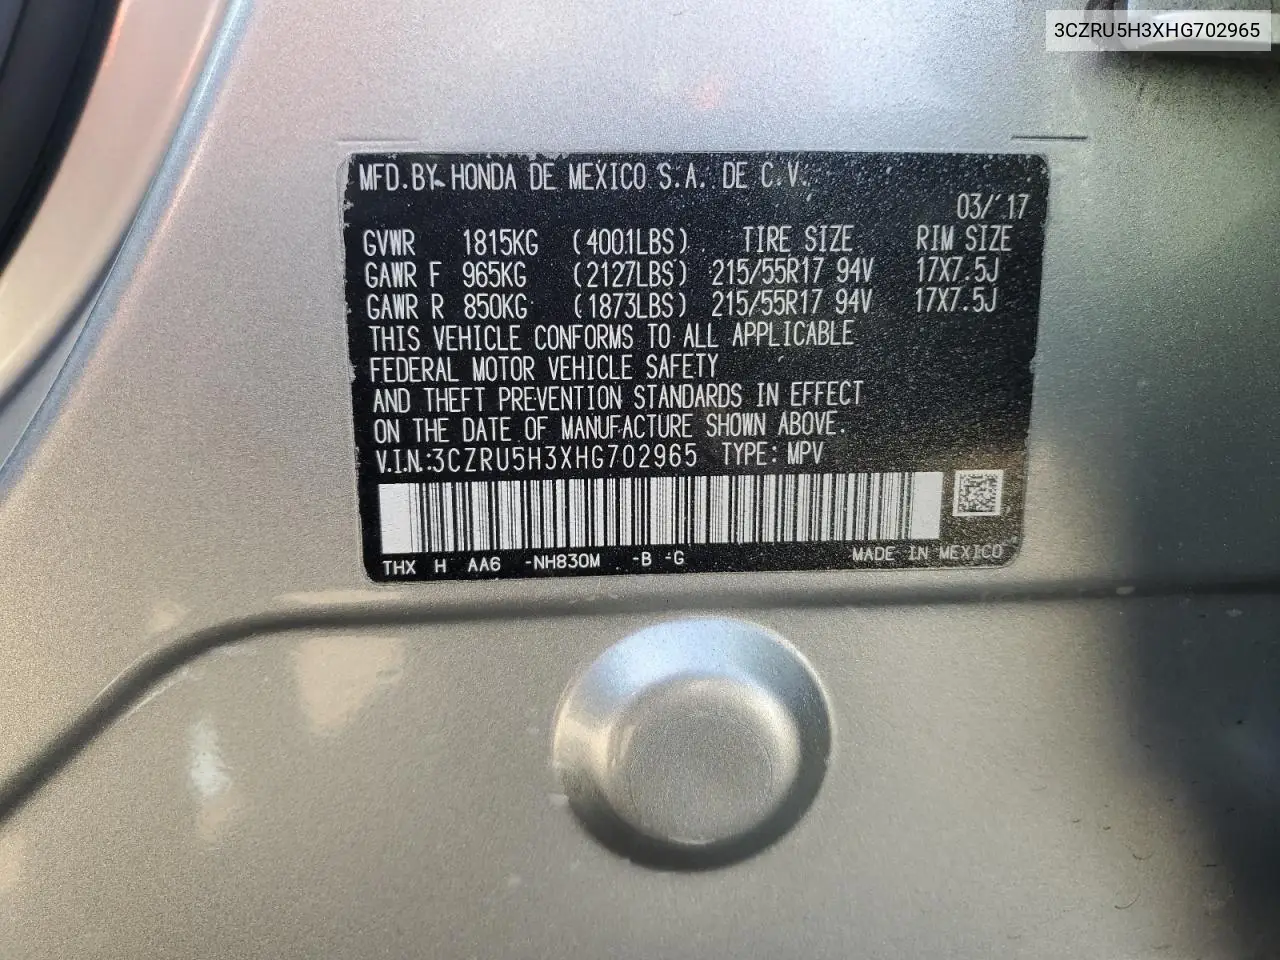 3CZRU5H3XHG702965
MFD.BY HONDA DE MEXICO S.A. DE C.V.
03/'17
GVWR 1815KG (4001LBS) TIRE SIZE RIM SIZE
GAWR F 965KG (2127LBS) 215/55R17 94V 17X7.5J
GAWR R 850KG (1873LBS) 215/55R17 94V 17X7.5J
THIS VEHICLE CONFORMS TO ALL APPLICABLE
FEDERAL MOTOR VEHICLE SAFETY
AND THEFT PREVENTION STANDARDS IN EFFECT
ON THE DATE OF MANUFACTURE SHOWN ABOVE.
V.I.N.:3CZRU5H3XHG702965 TYPE: MPV
THX H AA6 -NH830M -B -G MADE IN MEXICO